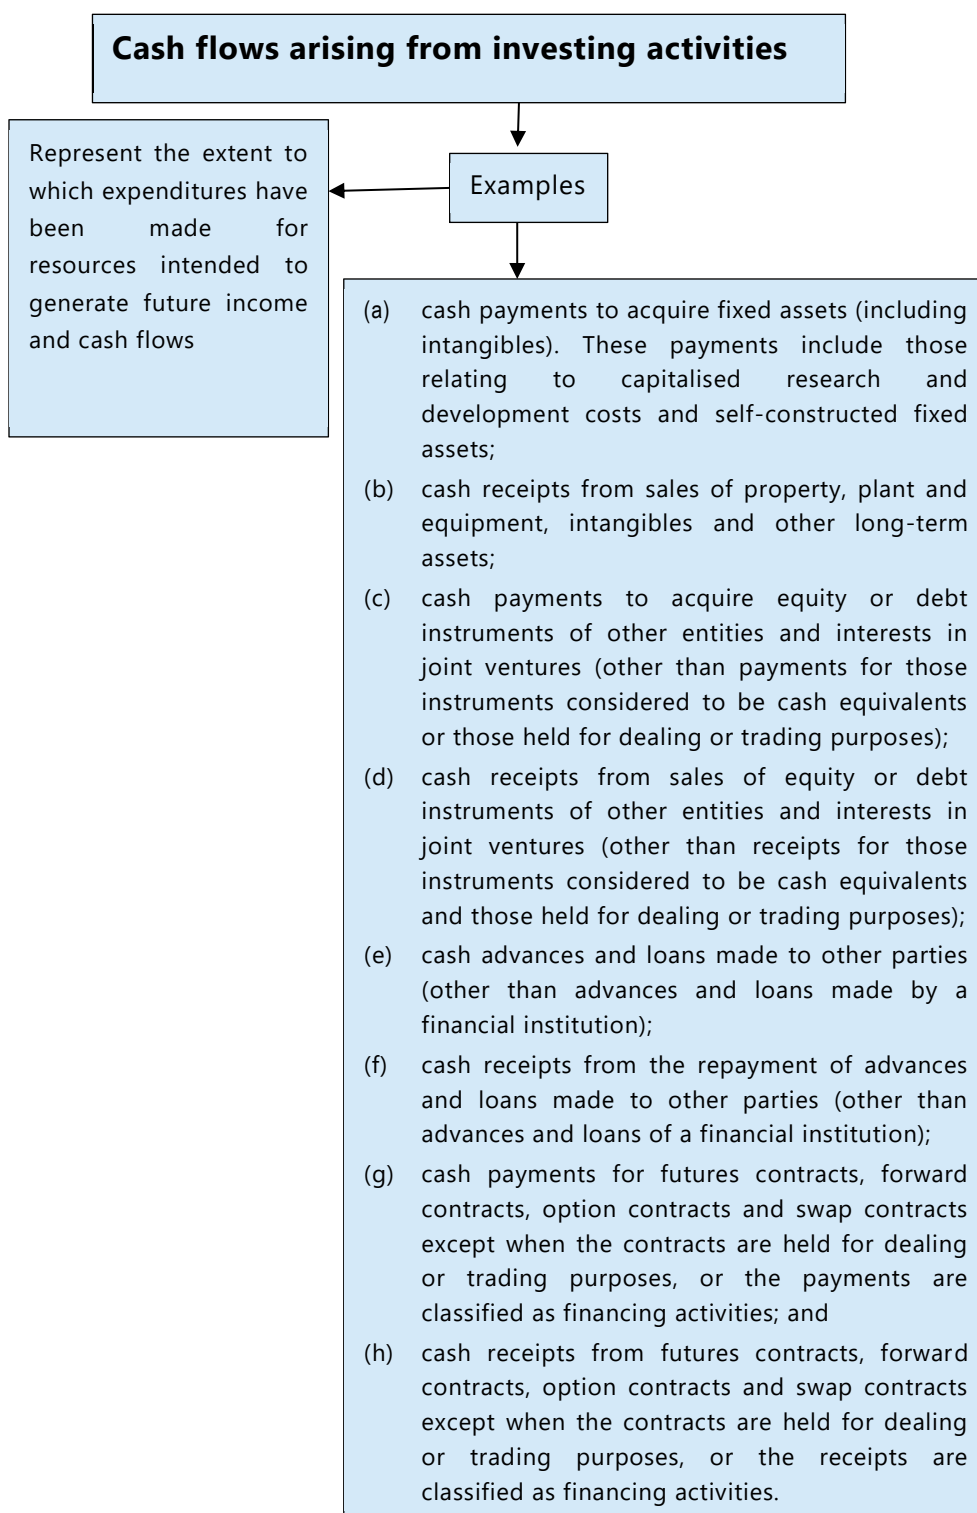 Cash flows arising from investing activities
Represent the extent to
which expenditures have
been made for
resources intended to
generate future income
and cash flows
Examples
(a) cash payments to acquire fixed assets (including
intangibles). These payments include those
relating to capitalised research and
development costs and self-constructed fixed
assets;
(b) cash receipts from sales of property, plant and
equipment, intangibles and other long-term
assets;
(c) cash payments to acquire equity or debt
instruments of other entities and interests in
joint ventures (other than payments for those
instruments considered to be cash equivalents
or those held for dealing or trading purposes);
(d) cash receipts from sales of equity or debt
instruments of other entities and interests in
joint ventures (other than receipts for those
instruments considered to be cash equivalents
and those held for dealing or trading purposes);
(e) cash advances and loans made to other parties
(other than advances and loans made by a
financial institution);
(f) cash receipts from the repayment of advances
and loans made to other parties (other than
advances and loans of a financial institution);
(g) cash payments for futures contracts, forward
contracts, option contracts and swap contracts
except when the contracts are held for dealing
or trading purposes, or the payments are
classified as financing activities; and
(h) cash receipts from futures contracts, forward
contracts, option contracts and swap contracts
except when the contracts are held for dealing
or trading purposes, or the receipts are
classified as financing activities.